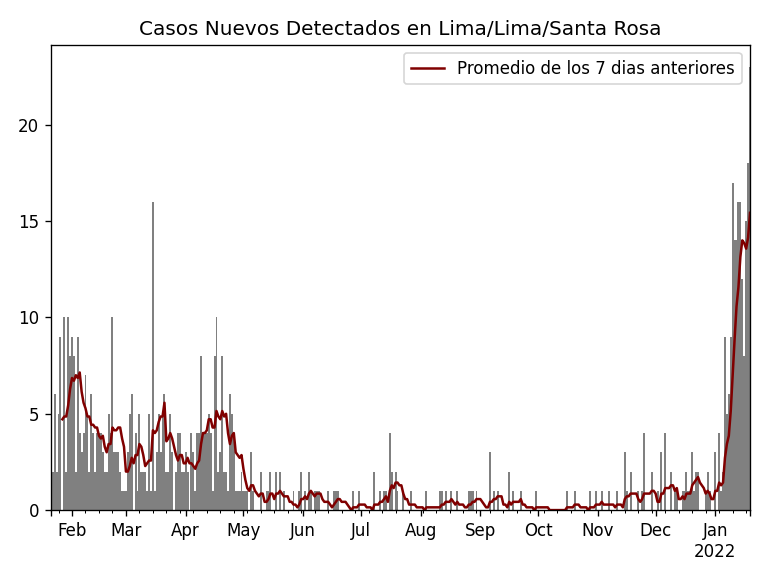 Casos Nuevos Detectados en Lima/Lima/Santa Rosa
Promedio de los 7 dias anteriores
20
15
10
5
0
Feb Mar Apr May Jun Jul Aug Sep Oct Nov Dec Jan
2022